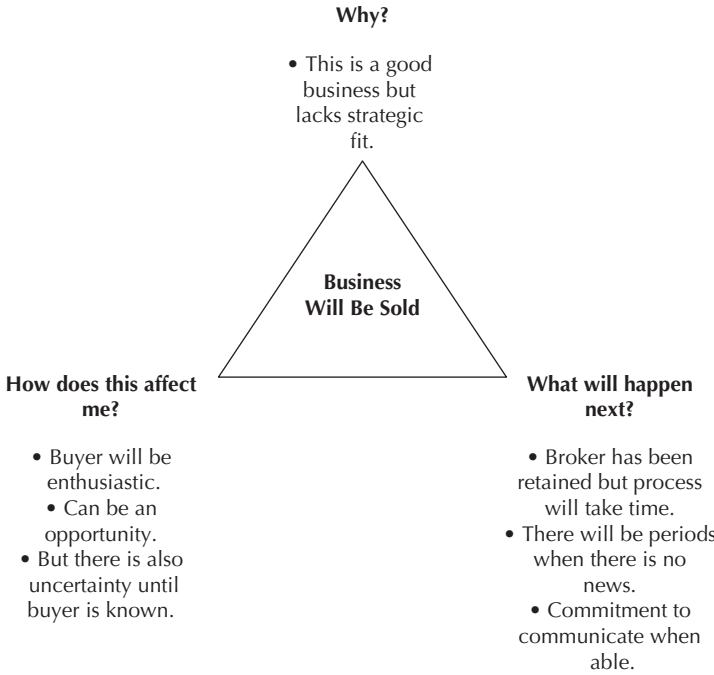 Why?
• This is a good
business but
lacks strategic
fit.
Business
Will Be Sold
How does this affect
me?
• Buyer will be
enthusiastic.
• Can be an
opportunity.
• But there is also
uncertainty until
buyer is known.
What will happen
next?
• Broker has been
retained but process
will take time.
• There will be periods
when there is no
news.
• Commitment to
communicate when
able.